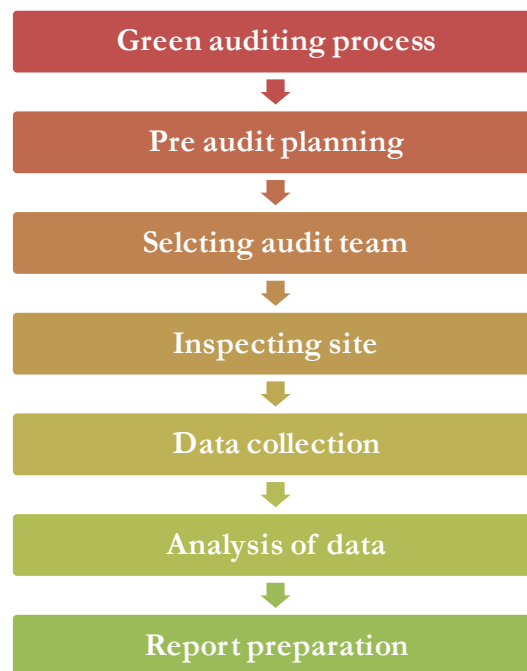 Green auditing process
Pre audit planning
Selcting audit team
Inspecting site
Data collection
Analysis of data
Report preparation